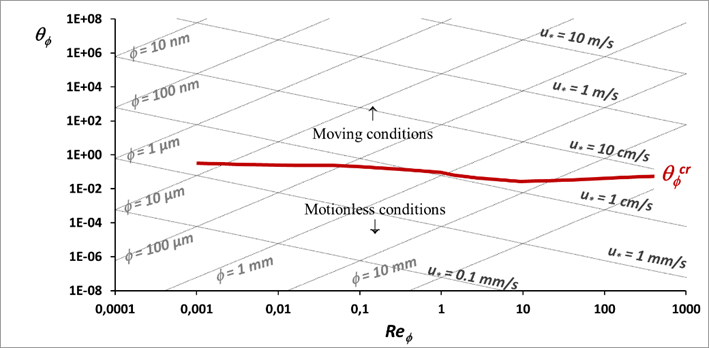 θϕ
1E+08
1E+06
1E+04
1E+02
1E+00
1E-02
1E-04
1E-06
1E-08
ϕ = 10 nm
ϕ = 100 nm
ϕ = 1 µm
ϕ = 10 µm
ϕ = 100 µm
ϕ = 1 mm
ϕ = 10 mm
u* = 10 m/s
u* = 1 m/s
u* = 10 cm/s
u* = 1 cm/s
u* = 1 mm/s
u* = 0.1 mm/s
↑
Moving conditions
θϕcr
Motionless conditions
↓
0,0001 0,001 0,01 0,1 1 10 100 1000
Reϕ